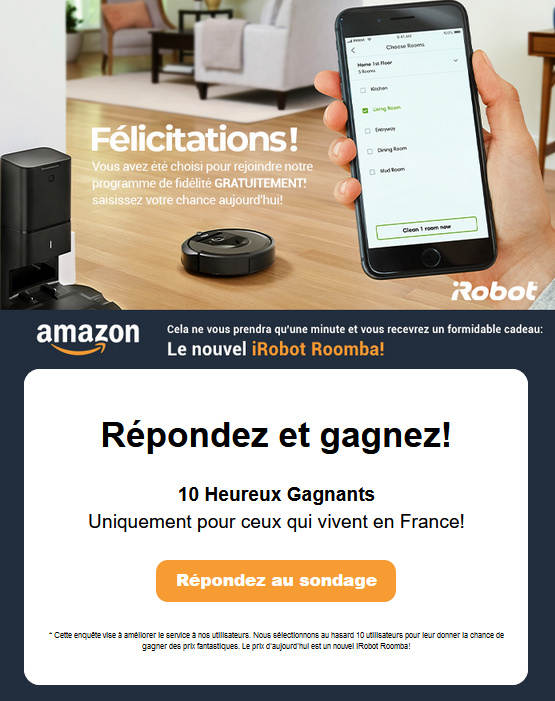 iRobot
9:41 AM
100%
Choose Rooms
Home 1st Floor
5 Rooms
Kitchen
Living Room
Entryway
Dining Room
Mud Room
Clean 1 room now
Félicitations!
Vous avez été choisi pour rejoindre notre
programme de fidélité GRATUITEMENT!
saisissez votre chance aujourd'hui!
iRobot
amazon
Cela ne vous prendra qu'une minute et vous recevrez un formidable cadeau:
Le nouvel iRobot Roomba!
Répondez et gagnez!
10 Heureux Gagnants
Uniquement pour ceux qui vivent en France!
Répondez au sondage
* Cette enquête vise à améliorer le service à nos utilisateurs. Nous sélectionnons au hasard 10 utilisateurs pour leur donner la chance de
gagner des prix fantastiques. Le prix d'aujourd'hui est un nouvel iRobot Roomba!